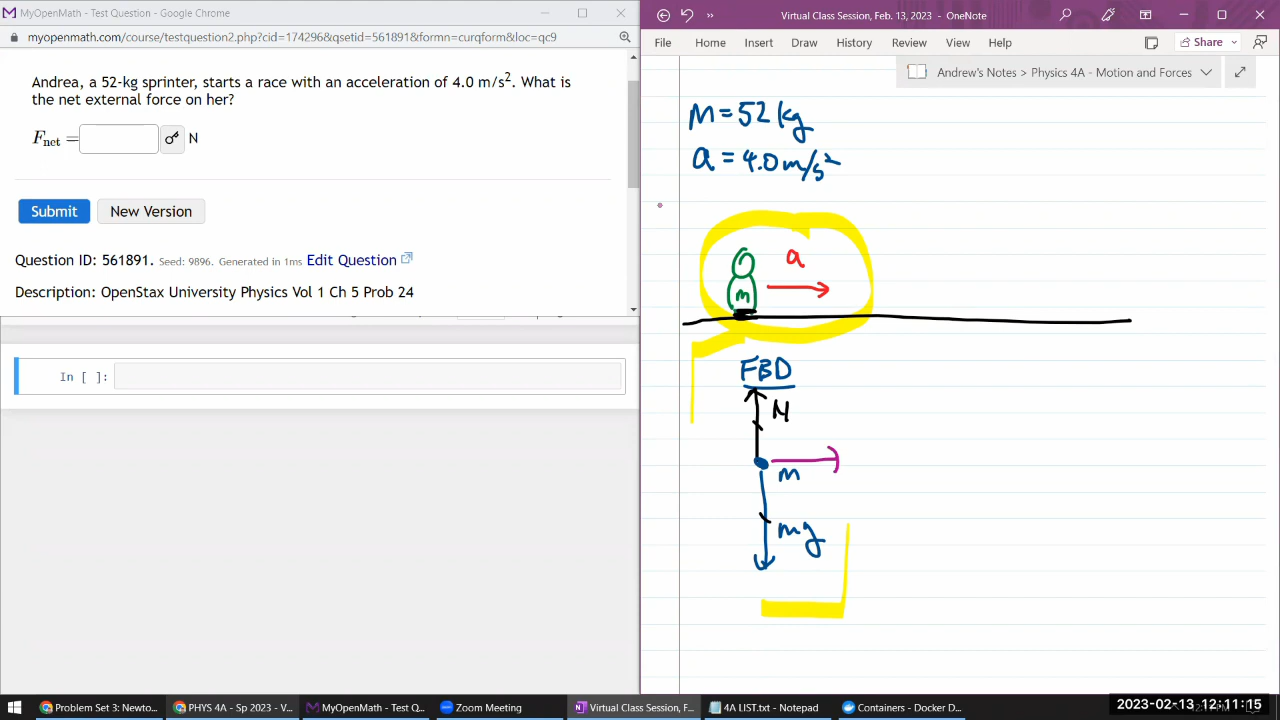 MyOpenMath - Test Question - Google Chrome
myopenmath.com/course/testquestion2.php?cid=174296&qsetid=561891&formn=curqform&loc=qc9
Andrea, a 52-kg sprinter, starts a race with an acceleration of 4.0 m/s². What is
the net external force on her?
Fnet = N
Submit New Version
Question ID: 561891. Seed: 9896. Generated in 1ms Edit Question
Description: OpenStax University Physics Vol 1 Ch 5 Prob 24
In [ ]:
Virtual Class Session, Feb. 13, 2023 - OneNote
File Home Insert Draw History Review View Help Share
Andrew's Notes > Physics 4A - Motion and Forces
M = 52 kg
a = 4.0 m/s²
a
m
FBD
N
m
mg
Problem Set 3: Newto... PHYS 4A - Sp 2023 - V... MyOpenMath - Test Q... Zoom Meeting Virtual Class Session, F... 4A LIST.txt - Notepad Containers - Docker D...
2023-02-13 12:11:15